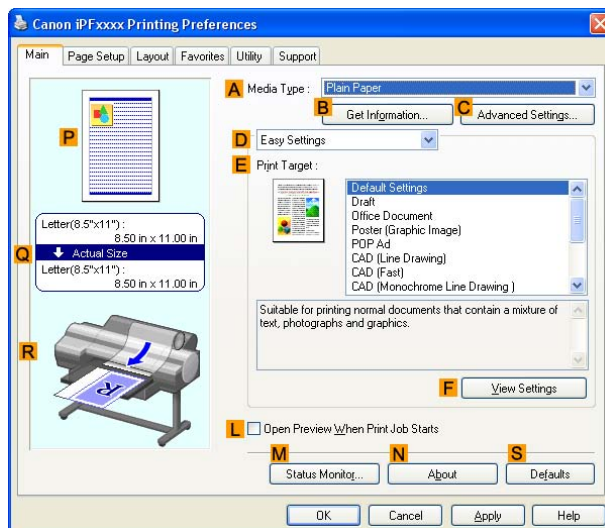 Canon iPFxxxx Printing Preferences
Main Page Setup Layout Favorites Utility Support
A Media Type : Plain Paper
B C
Get Information... Advanced Settings...
D Easy Settings
E Print Target :
P
Default Settings
Draft
Office Document
Poster (Graphic Image)
POP Ad
CAD (Line Drawing)
CAD (Fast)
CAD (Monochrome Line Drawing )
Letter(8.5"x11") :
8.50 in x 11.00 in
Q Actual Size
Letter(8.5"x11") :
8.50 in x 11.00 in
Suitable for printing normal documents that contain a mixture of
text, photographs and graphics.
R
R
F View Settings
L Open Preview When Print Job Starts
M N S
Status Monitor... About Defaults
OK Cancel Apply Help